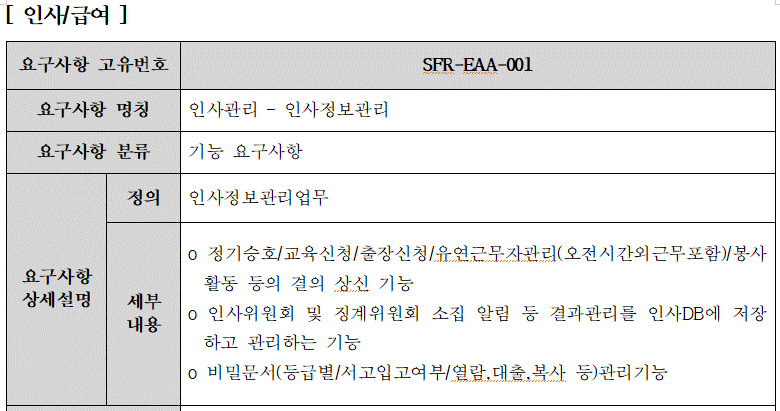 [ 인사/급여 ]
요구사항 고유번호 SFR-EAA-001
요구사항 명칭 인사관리 - 인사정보관리
요구사항 분류 기능 요구사항
요구사항 상세설명
정의 인사정보관리업무
세부 내용
o 정기승호/교육신청/출장신청/유연근무자관리(오전시간외근무포함)/봉사
활동 등의 결의 상신 기능
o 인사위원회 및 징계위원회 소집 알림 등 결과관리를 인사DB에 저장
하고 관리하는 기능
o 비밀문서(등급별/서고입고여부/열람,대출,복사 등)관리기능